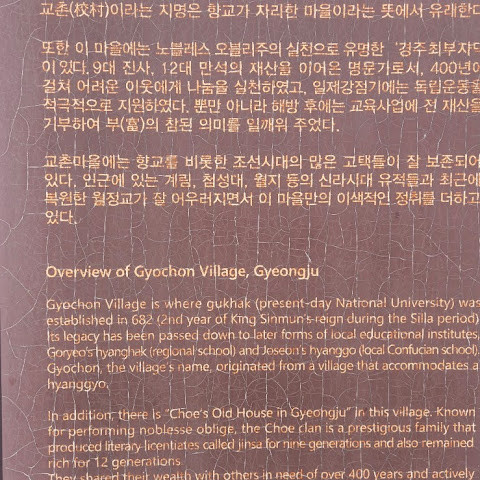 교촌(校村)이라는 지명은 향교가 자리한 마을이라는 뜻에서 유래한다
또한 이 마을에는 노블레스 오블리주의 실천으로 유명한 '경주 최부자댁
이 있다. 9대 진사, 12대 만석의 재산을 이어온 명문가로서, 400년에
걸쳐 어려운 이웃에게 나눔을 실천하였고, 일제강점기에는 독립운동을
적극적으로 지원하였다. 뿐만 아니라 해방 후에는 교육사업에 전 재산을
기부하여 부(富)의 참된 의미를 일깨워 주었다.
교촌마을에는 향교를 비롯한 조선시대의 많은 고택들이 잘 보존되어
있다. 인근에 있는 계림, 첨성대, 월지 등의 신라시대 유적들과 최근에
복원한 월정교가 잘 어우러지면서 이 마을만의 이색적인 정취를 더하고
있다.
Overview of Gyochon Village, Gyeongju
Gyochon Village is where gukhak (present-day National University) was
established in 682 (2nd year of King Sinmun's reign during the Silla period)
Its legacy has been passed down to later forms of local educational institutes,
Goryeo's hyanghak (regional school) and Joseon's hyanggo (local Confucian school).
Gyochon, the village's name, originated from a village that accommodates a
hyanggyo.
In addition, there is "Choe's Old House in Gyeongju" in this village. Known
for performing noblesse oblige, the Choe clan is a prestigious family that
produced literary licentiates called jinsa for nine generations and also remained
rich for 12 generations.
They shared their wealth with others in need of over 400 years and actively